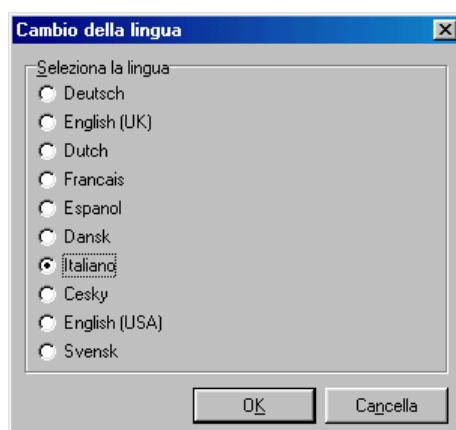 Cambio della lingua
Seleziona la lingua
Deutsch
English (UK)
Dutch
Francais
Espanol
Dansk
Italiano
Cesky
English (USA)
Svensk
OK Cancella